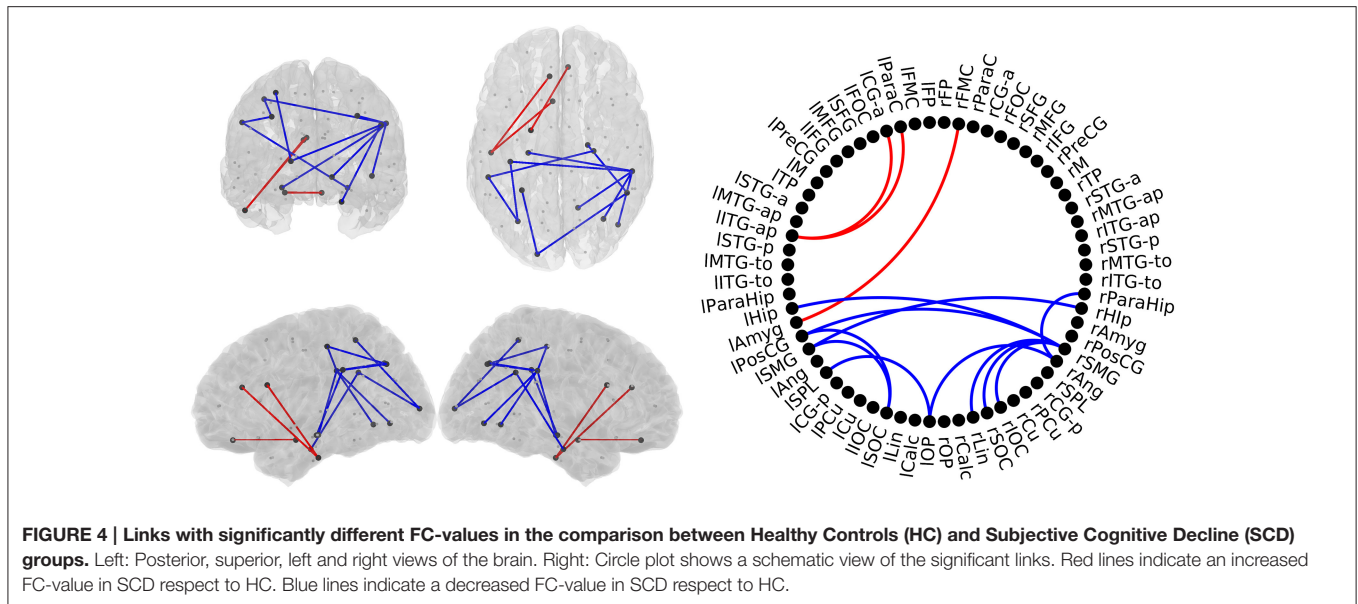 lFP
lFMC
lParaC
lCG-a
lFOC
lSFG
lMFG
lIFG
lPreCG
lM
lTP
lSTG-a
lMTG-ap
lITG-ap
lSTG-p
lMTG-to
lITG-to
lParaHip
lHip
lAmyg
lPosCG
lSMG
lAng
lSPL
lCG-p
lPCu
lCu
lIOC
lSOC
lLin
lCalc
lOP
rFP
rFMC
rParaC
rCG-a
rFOC
rSFG
rMFG
rIFG
rPreCG
rM
rTP
rSTG-a
rMTG-ap
rITG-ap
rSTG-p
rMTG-to
rITG-to
rParaHip
rHIp
rAmyg
rPosCG
rSMG
rAng
rSPL
rCG-p
rPCu
rCu
rIOC
rSOC
rLin
rCalc
rOP
FIGURE 4 | Links with significantly different FC-values in the comparison between Healthy Controls (HC) and Subjective Cognitive Decline (SCD)
groups. Left: Posterior, superior, left and right views of the brain. Right: Circle plot shows a schematic view of the significant links. Red lines indicate an increased
FC-value in SCD respect to HC. Blue lines indicate a decreased FC-value in SCD respect to HC.